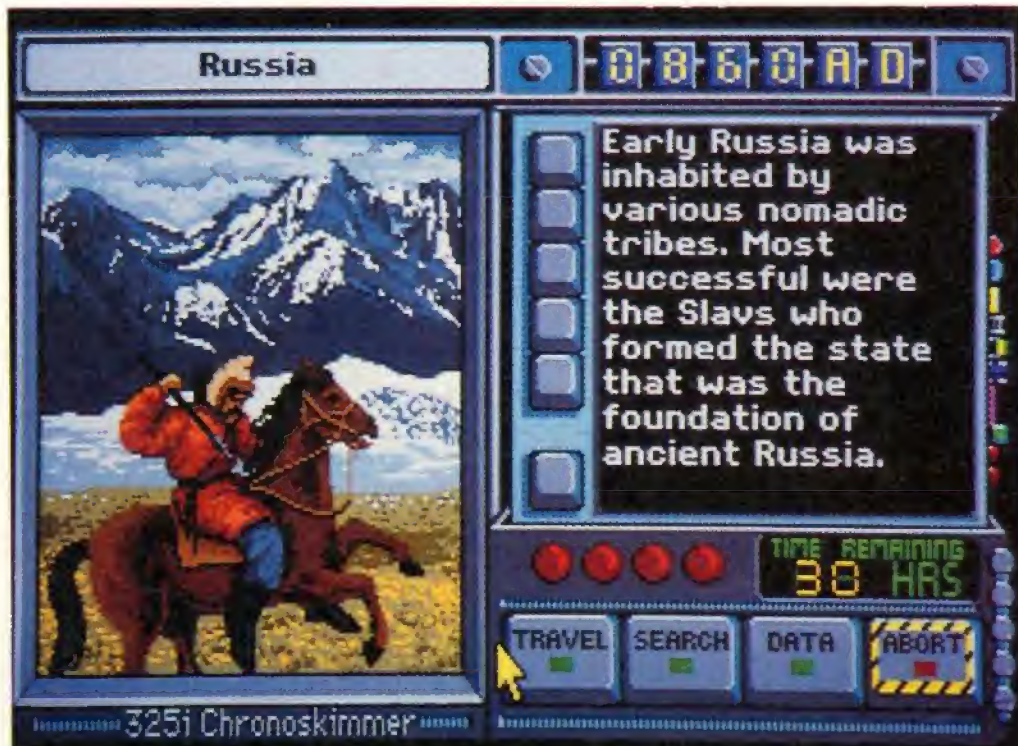 Russia
0860AD
Early Russia was
inhabited by
various nomadic
tribes. Most
successful were
the Slavs who
formed the state
that was the
foundation of
ancient Russia.
TIME REMAINING
30 HRS
TRAVEL
SEARCH
DATA
ABORT
325i Chronoskimmer